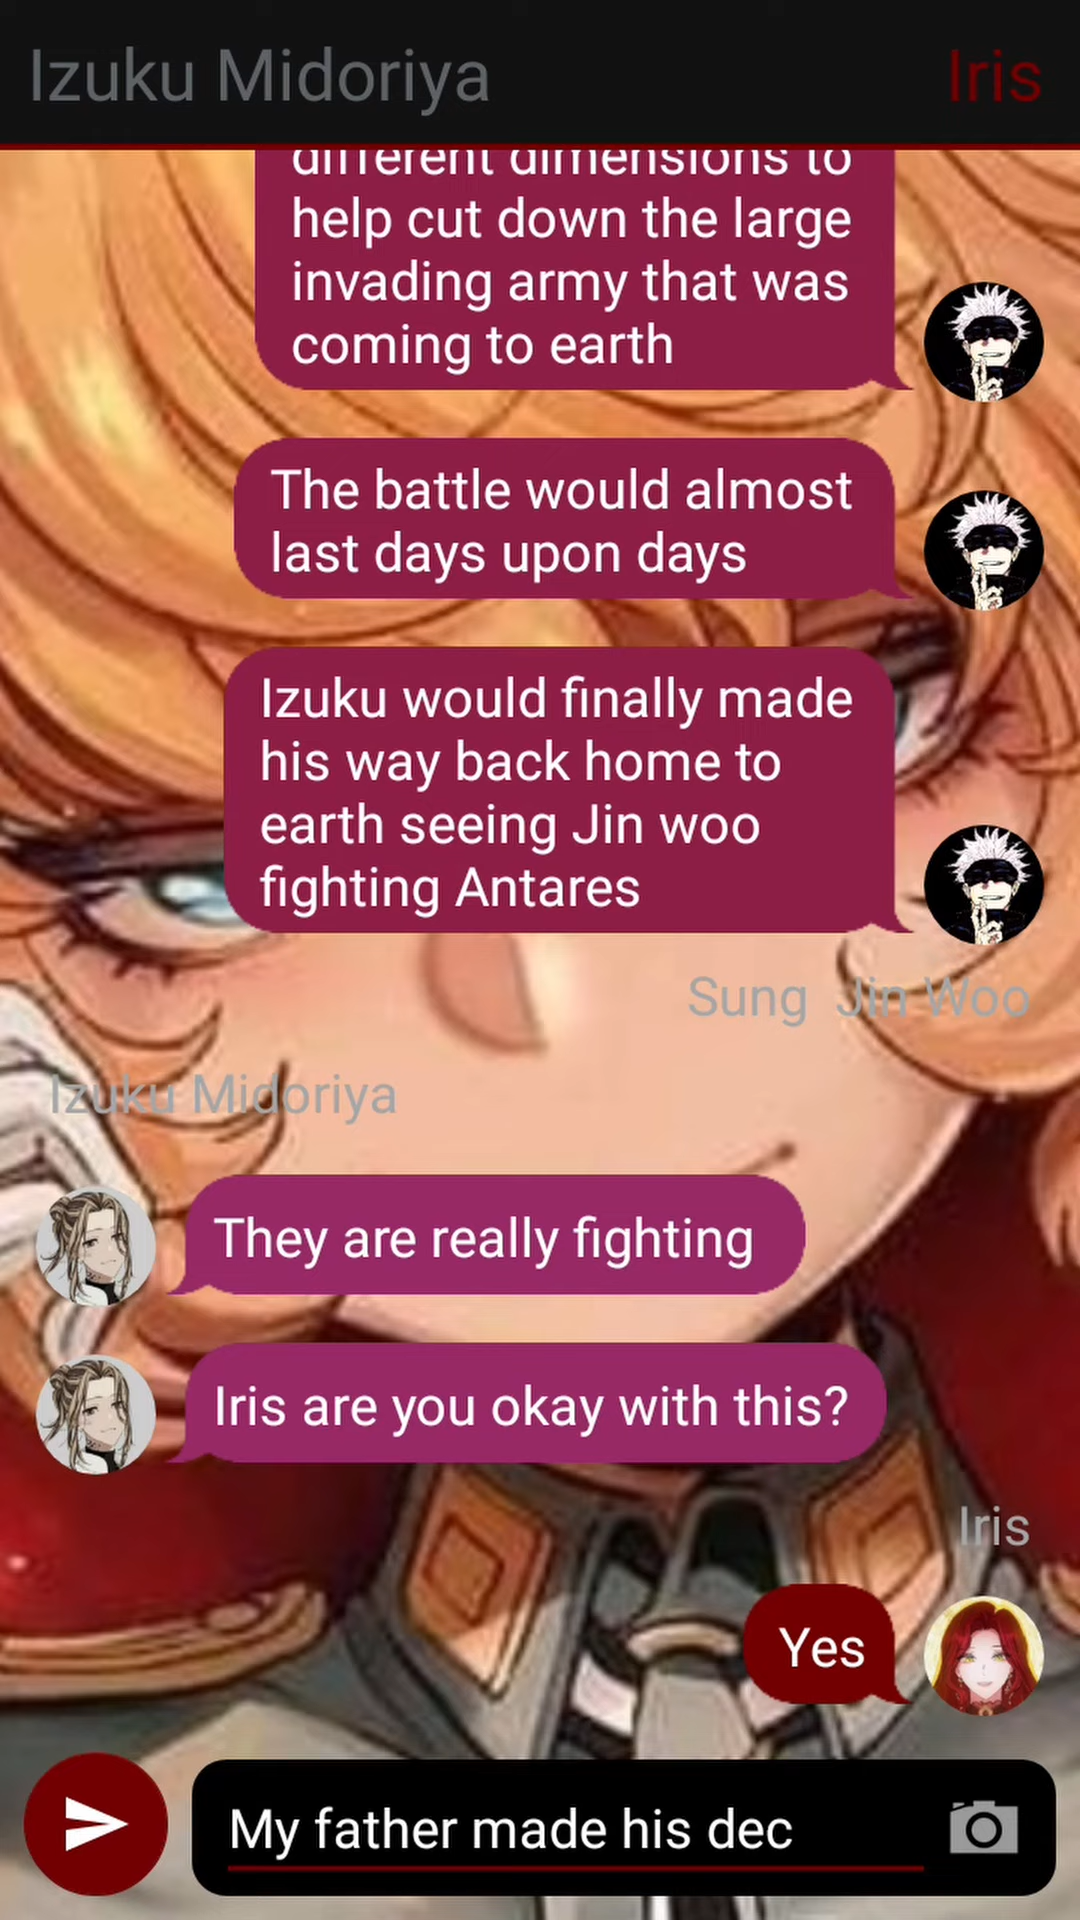 Izuku Midoriya
Iris
different dimensions to
help cut down the large
invading army that was
coming to earth
The battle would almost
last days upon days
Izuku would finally made
his way back home to
earth seeing Jin woo
fighting Antares
Sung Jin Woo
Izuku Midoriya
They are really fighting
Iris are you okay with this?
Iris
Yes
My father made his dec